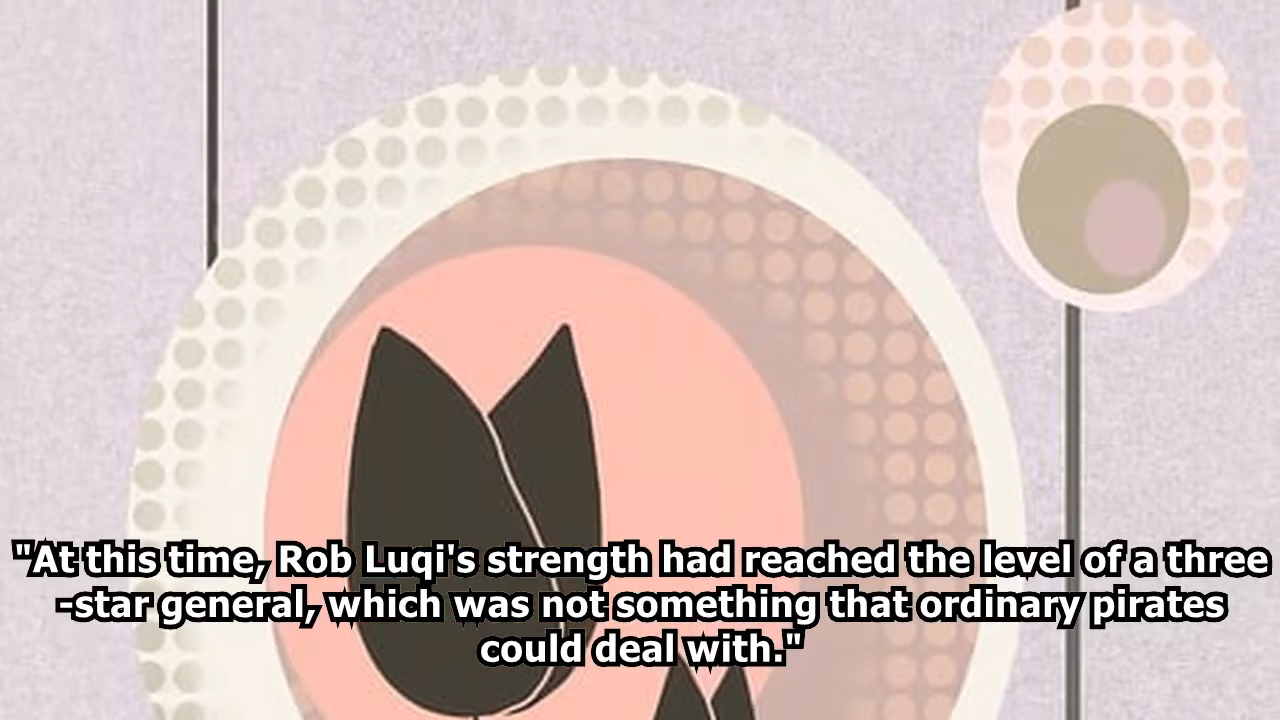 "At this time, Rob Luqi's strength had reached the level of a three
-star general, which was not something that ordinary pirates
could deal with."